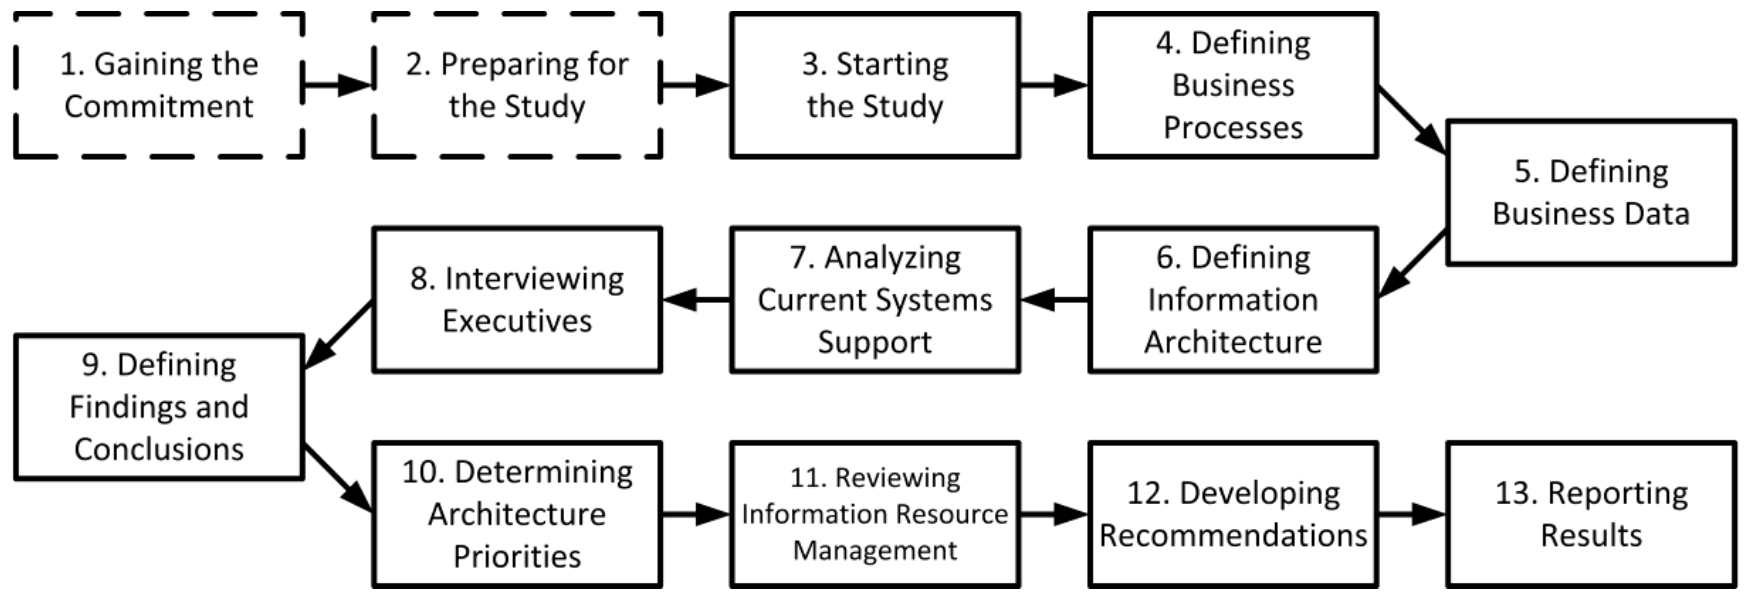 1. Gaining the
Commitment
2. Preparing for
the Study
3. Starting
the Study
4. Defining
Business
Processes
5. Defining
Business Data
6. Defining
Information
Architecture
7. Analyzing
Current Systems
Support
8. Interviewing
Executives
9. Defining
Findings and
Conclusions
10. Determining
Architecture
Priorities
11. Reviewing
Information Resource
Management
12. Developing
Recommendations
13. Reporting
Results